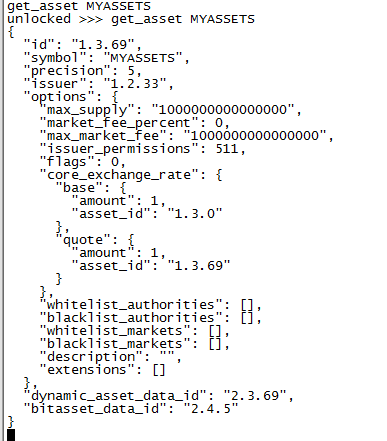 get_asset MYASSETS
unlocked >>> get_asset MYASSETS
{
  "id": "1.3.69",
  "symbol": "MYASSETS",
  "precision": 5,
  "issuer": "1.2.33",
  "options": {
    "max_supply": "1000000000000000",
    "market_fee_percent": 0,
    "max_market_fee": "1000000000000000",
    "issuer_permissions": 511,
    "flags": 0,
    "core_exchange_rate": {
      "base": {
        "amount": 1,
        "asset_id": "1.3.0"
      },
      "quote": {
        "amount": 1,
        "asset_id": "1.3.69"
      }
    },
    "whitelist_authorities": [],
    "blacklist_authorities": [],
    "whitelist_markets": [],
    "blacklist_markets": [],
    "description": "",
    "extensions": []
  },
  "dynamic_asset_data_id": "2.3.69",
  "bitasset_data_id": "2.4.5"
}